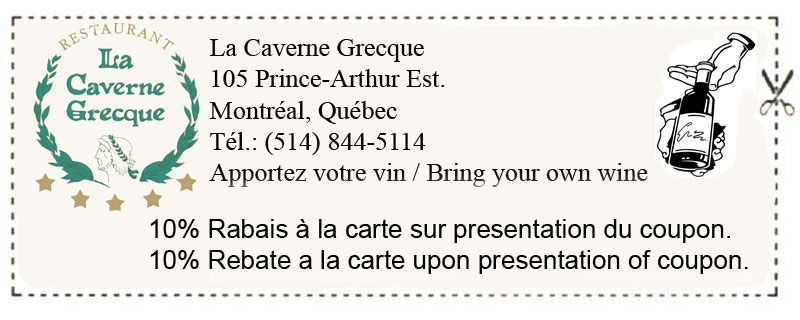 RESTAURANT
La
Caverne
Grecque
La Caverne Grecque
105 Prince-Arthur Est.
Montréal, Québec
Tél.: (514) 844-5114
Apportez votre vin / Bring your own wine
10% Rabais à la carte sur presentation du coupon.
10% Rebate a la carte upon presentation of coupon.